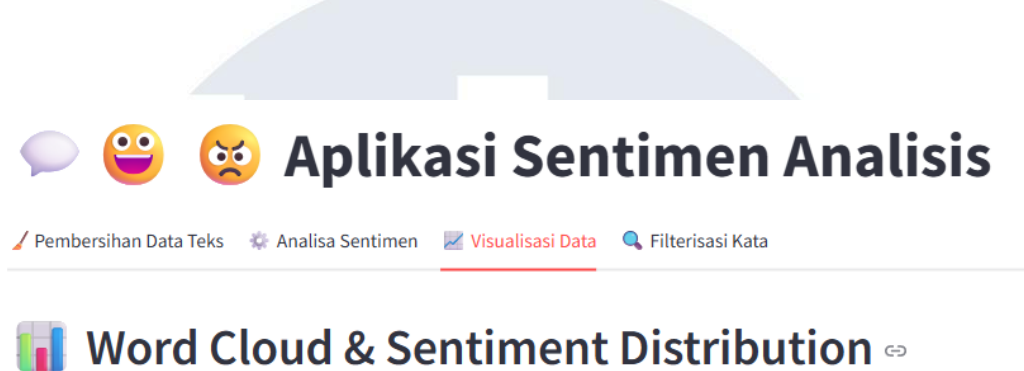 Aplikasi Sentimen Analisis
Pembersihan Data Teks Analisa Sentimen Visualisasi Data Filterisasi Kata
Word Cloud & Sentiment Distribution